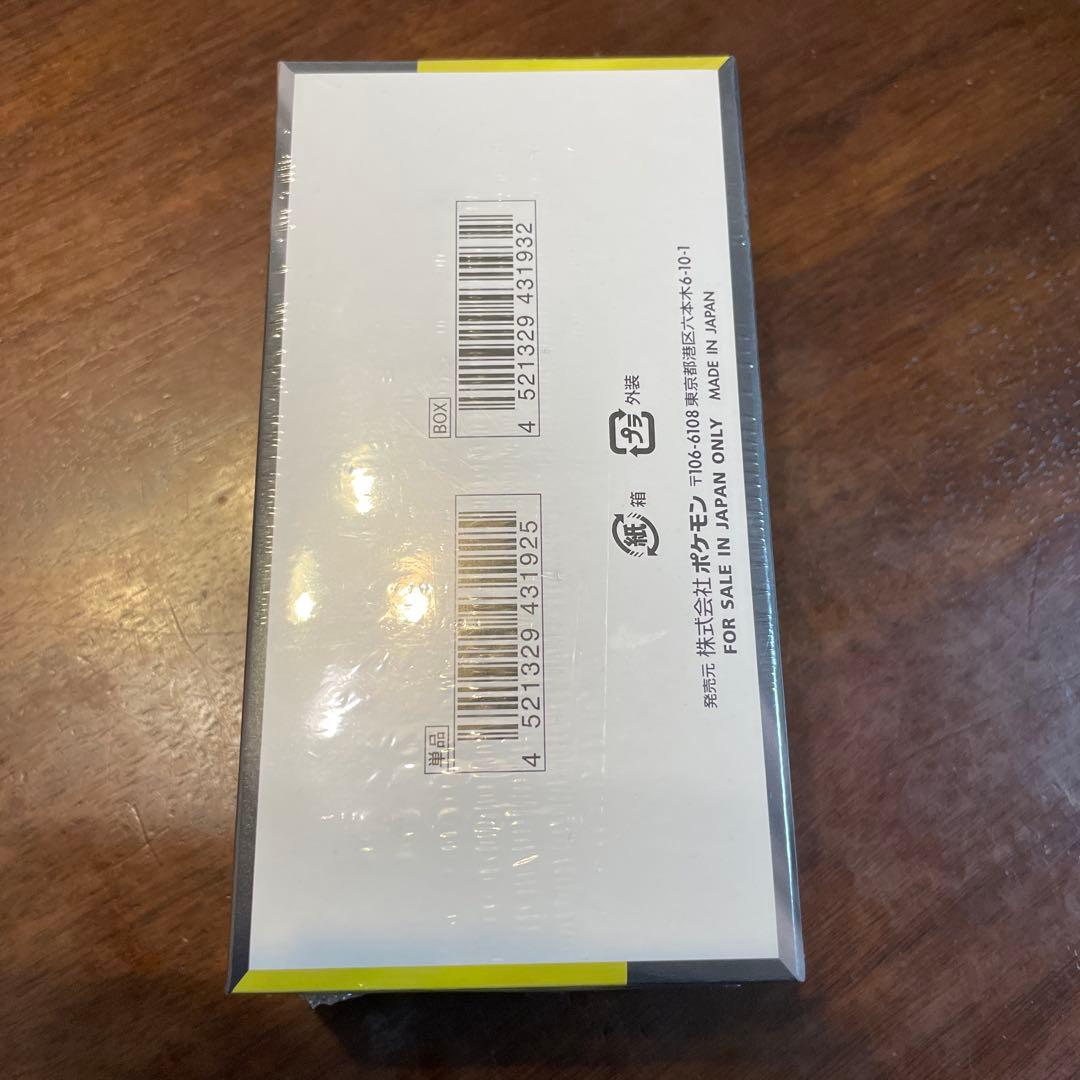 単品
4 521329 431925
BOX
4 521329 431932
紙 箱
プラ 外装
発売元 株式会社ポケモン 〒106-6108 東京都港区六本木6-10-1
FOR SALE IN JAPAN ONLY MADE IN JAPAN